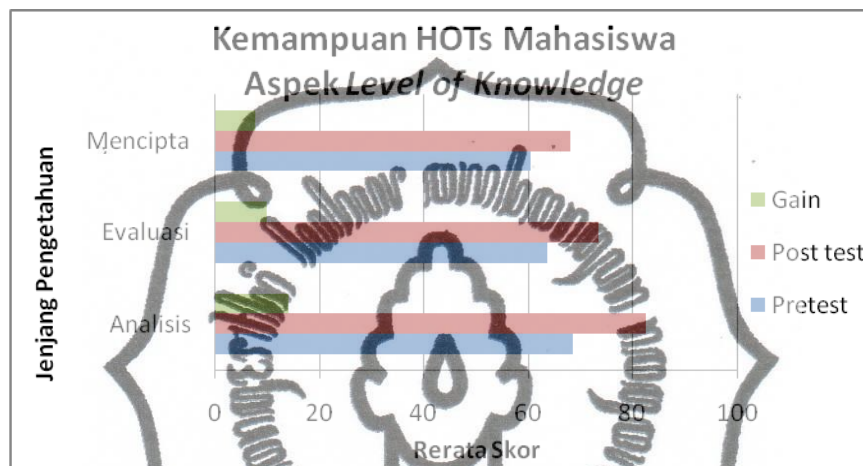 Kemampuan HOTs Mahasiswa
Aspek Level of Knowledge
Jenjang Pengetahuan
Mencipta
Evaluasi
Analisis
0 20 40 60 80 100
Rerata Skor
Gain
Post test
Pretest